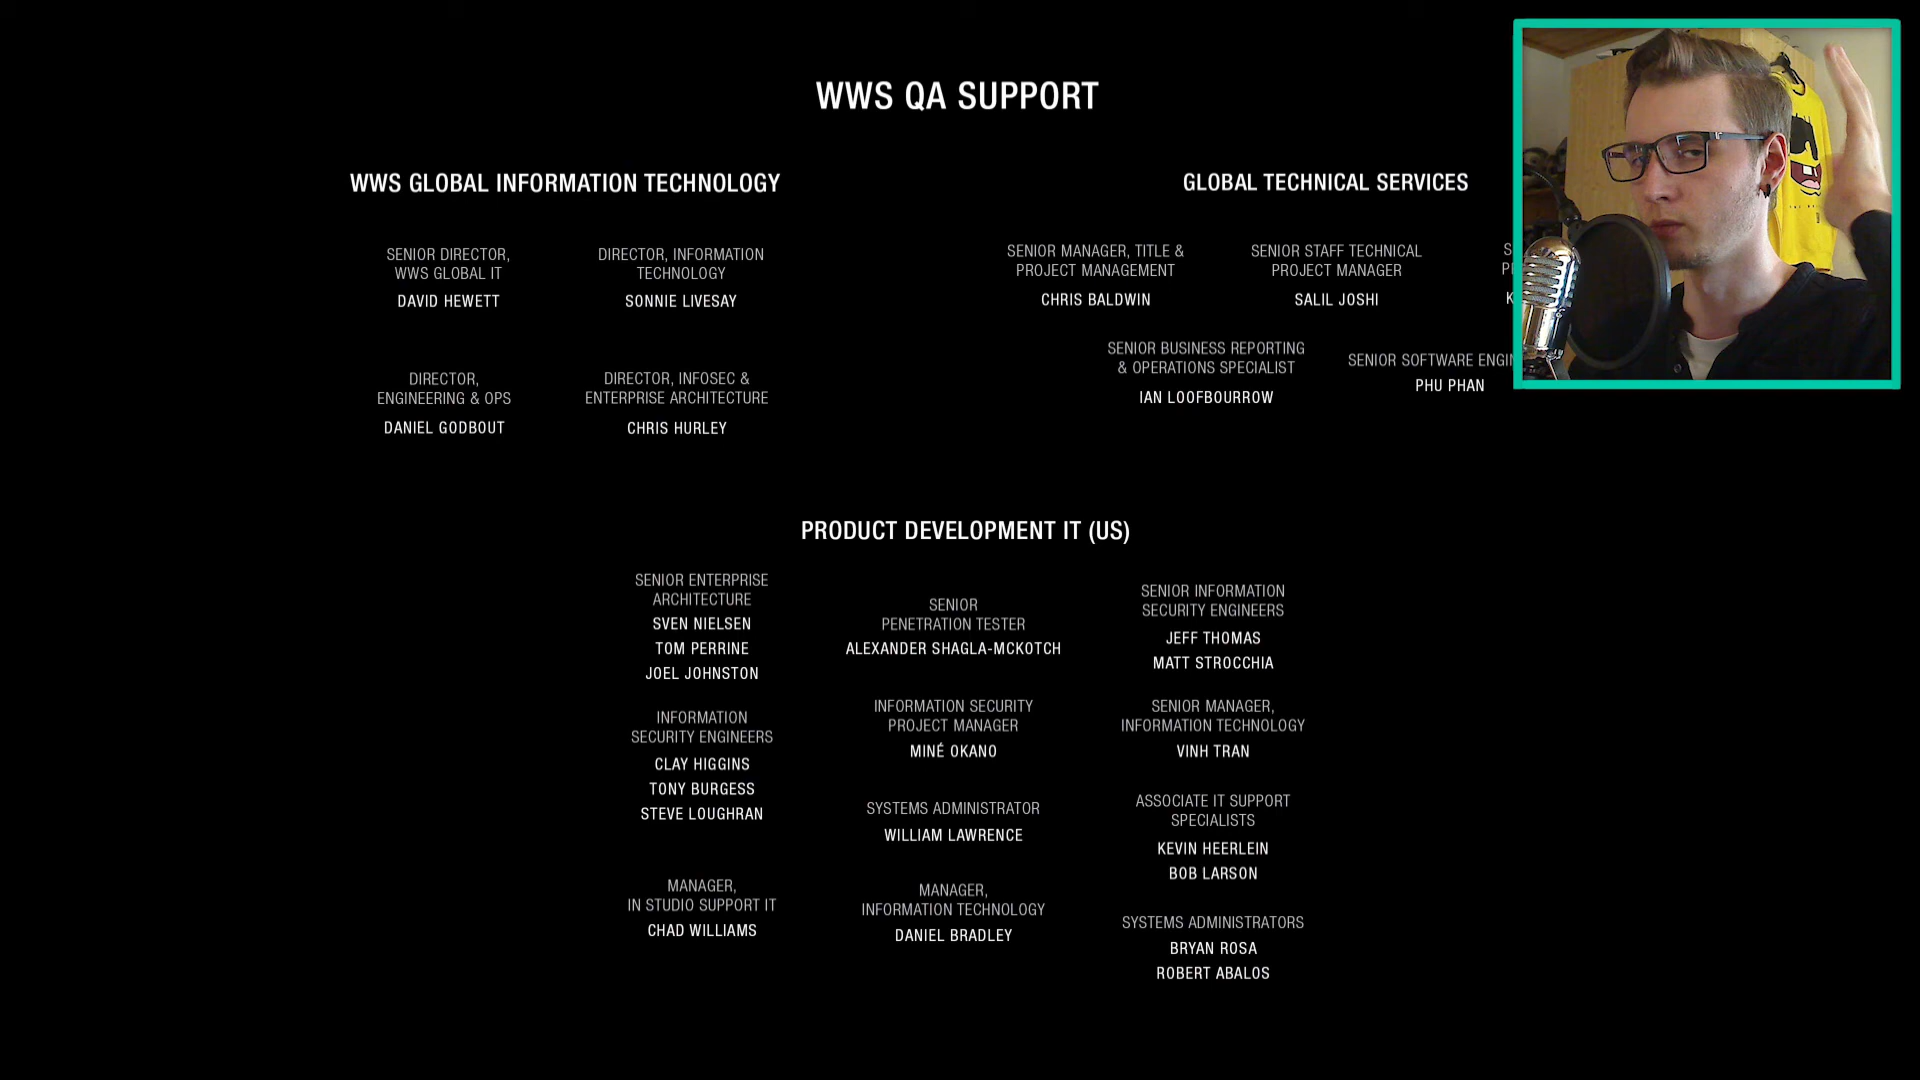 WWS QA SUPPORT
WWS GLOBAL INFORMATION TECHNOLOGY
SENIOR DIRECTOR,
WWS GLOBAL IT
DAVID HEWETT
DIRECTOR, INFORMATION
TECHNOLOGY
SONNIE LIVESAY
DIRECTOR,
ENGINEERING & OPS
DANIEL GODBOUT
DIRECTOR, INFOSEC &
ENTERPRISE ARCHITECTURE
CHRIS HURLEY
GLOBAL TECHNICAL SERVICES
SENIOR MANAGER, TITLE &
PROJECT MANAGEMENT
CHRIS BALDWIN
SENIOR STAFF TECHNICAL
PROJECT MANAGER
SALIL JOSHI
SENIOR BUSINESS REPORTING
& OPERATIONS SPECIALIST
IAN LOOFBOURROW
SENIOR SOFTWARE
PHU PHAN
PRODUCT DEVELOPMENT IT (US)
SENIOR ENTERPRISE
ARCHITECTURE
SVEN NIELSEN
TOM PERRINE
JOEL JOHNSTON
SENIOR
PENETRATION TESTER
ALEXANDER SHAGLA-MCKOTCH
SENIOR INFORMATION
SECURITY ENGINEERS
JEFF THOMAS
MATT STROCCHIA
INFORMATION
SECURITY ENGINEERS
CLAY HIGGINS
TONY BURGESS
STEVE LOUGHRAN
INFORMATION SECURITY
PROJECT MANAGER
MINÉ OKANO
SENIOR MANAGER,
INFORMATION TECHNOLOGY
VINH TRAN
SYSTEMS ADMINISTRATOR
WILLIAM LAWRENCE
ASSOCIATE IT SUPPORT
SPECIALISTS
KEVIN HEERLEIN
BOB LARSON
MANAGER,
IN STUDIO SUPPORT IT
CHAD WILLIAMS
MANAGER,
INFORMATION TECHNOLOGY
DANIEL BRADLEY
SYSTEMS ADMINISTRATORS
BRYAN ROSA
ROBERT ABALOS